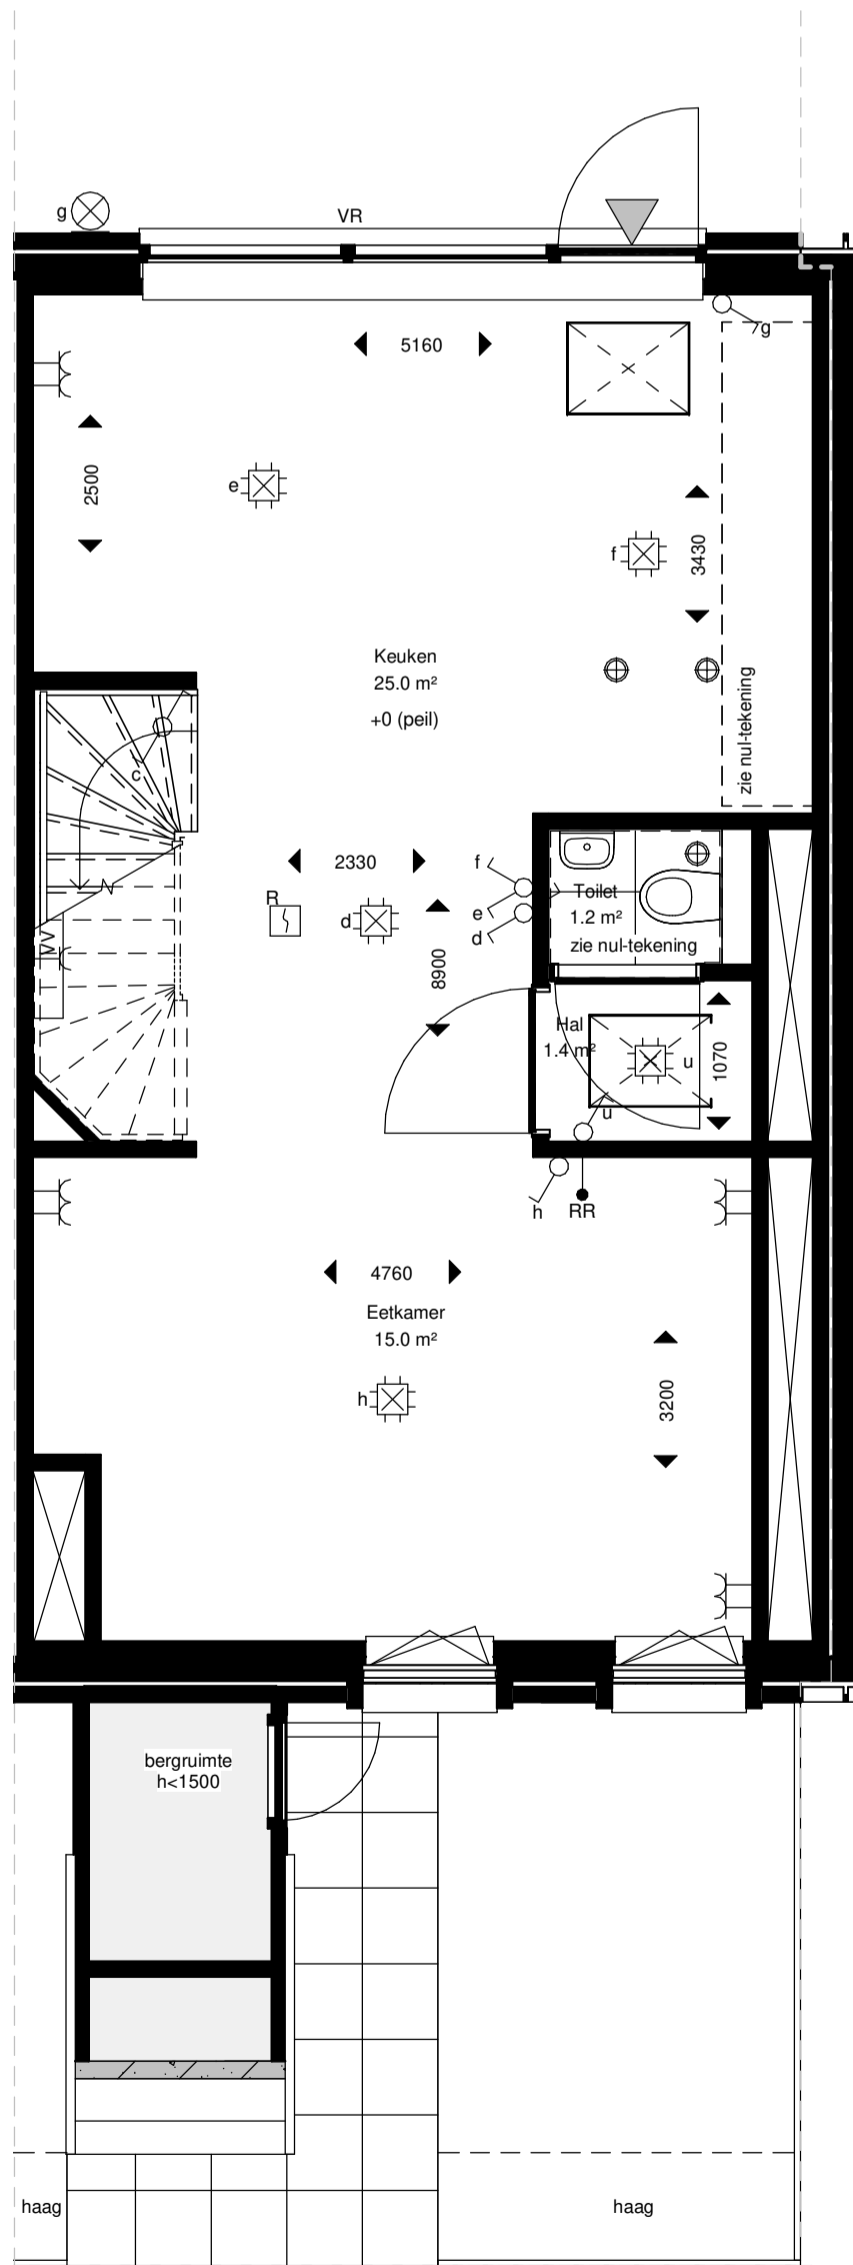 g
VR
g
5160
2500
e
f
3430
Keuken
25.0 m²
+0 (peil)
zie nul-tekening
c
2330
f
R
d
e
d
8900
Toilet
1.2 m²
zie nul-tekening
VV
Hal
1.4 m²
u
1070
u
h
RR
4760
Eetkamer
15.0 m²
h
3200
bergruimte
h<1500
haag
haag